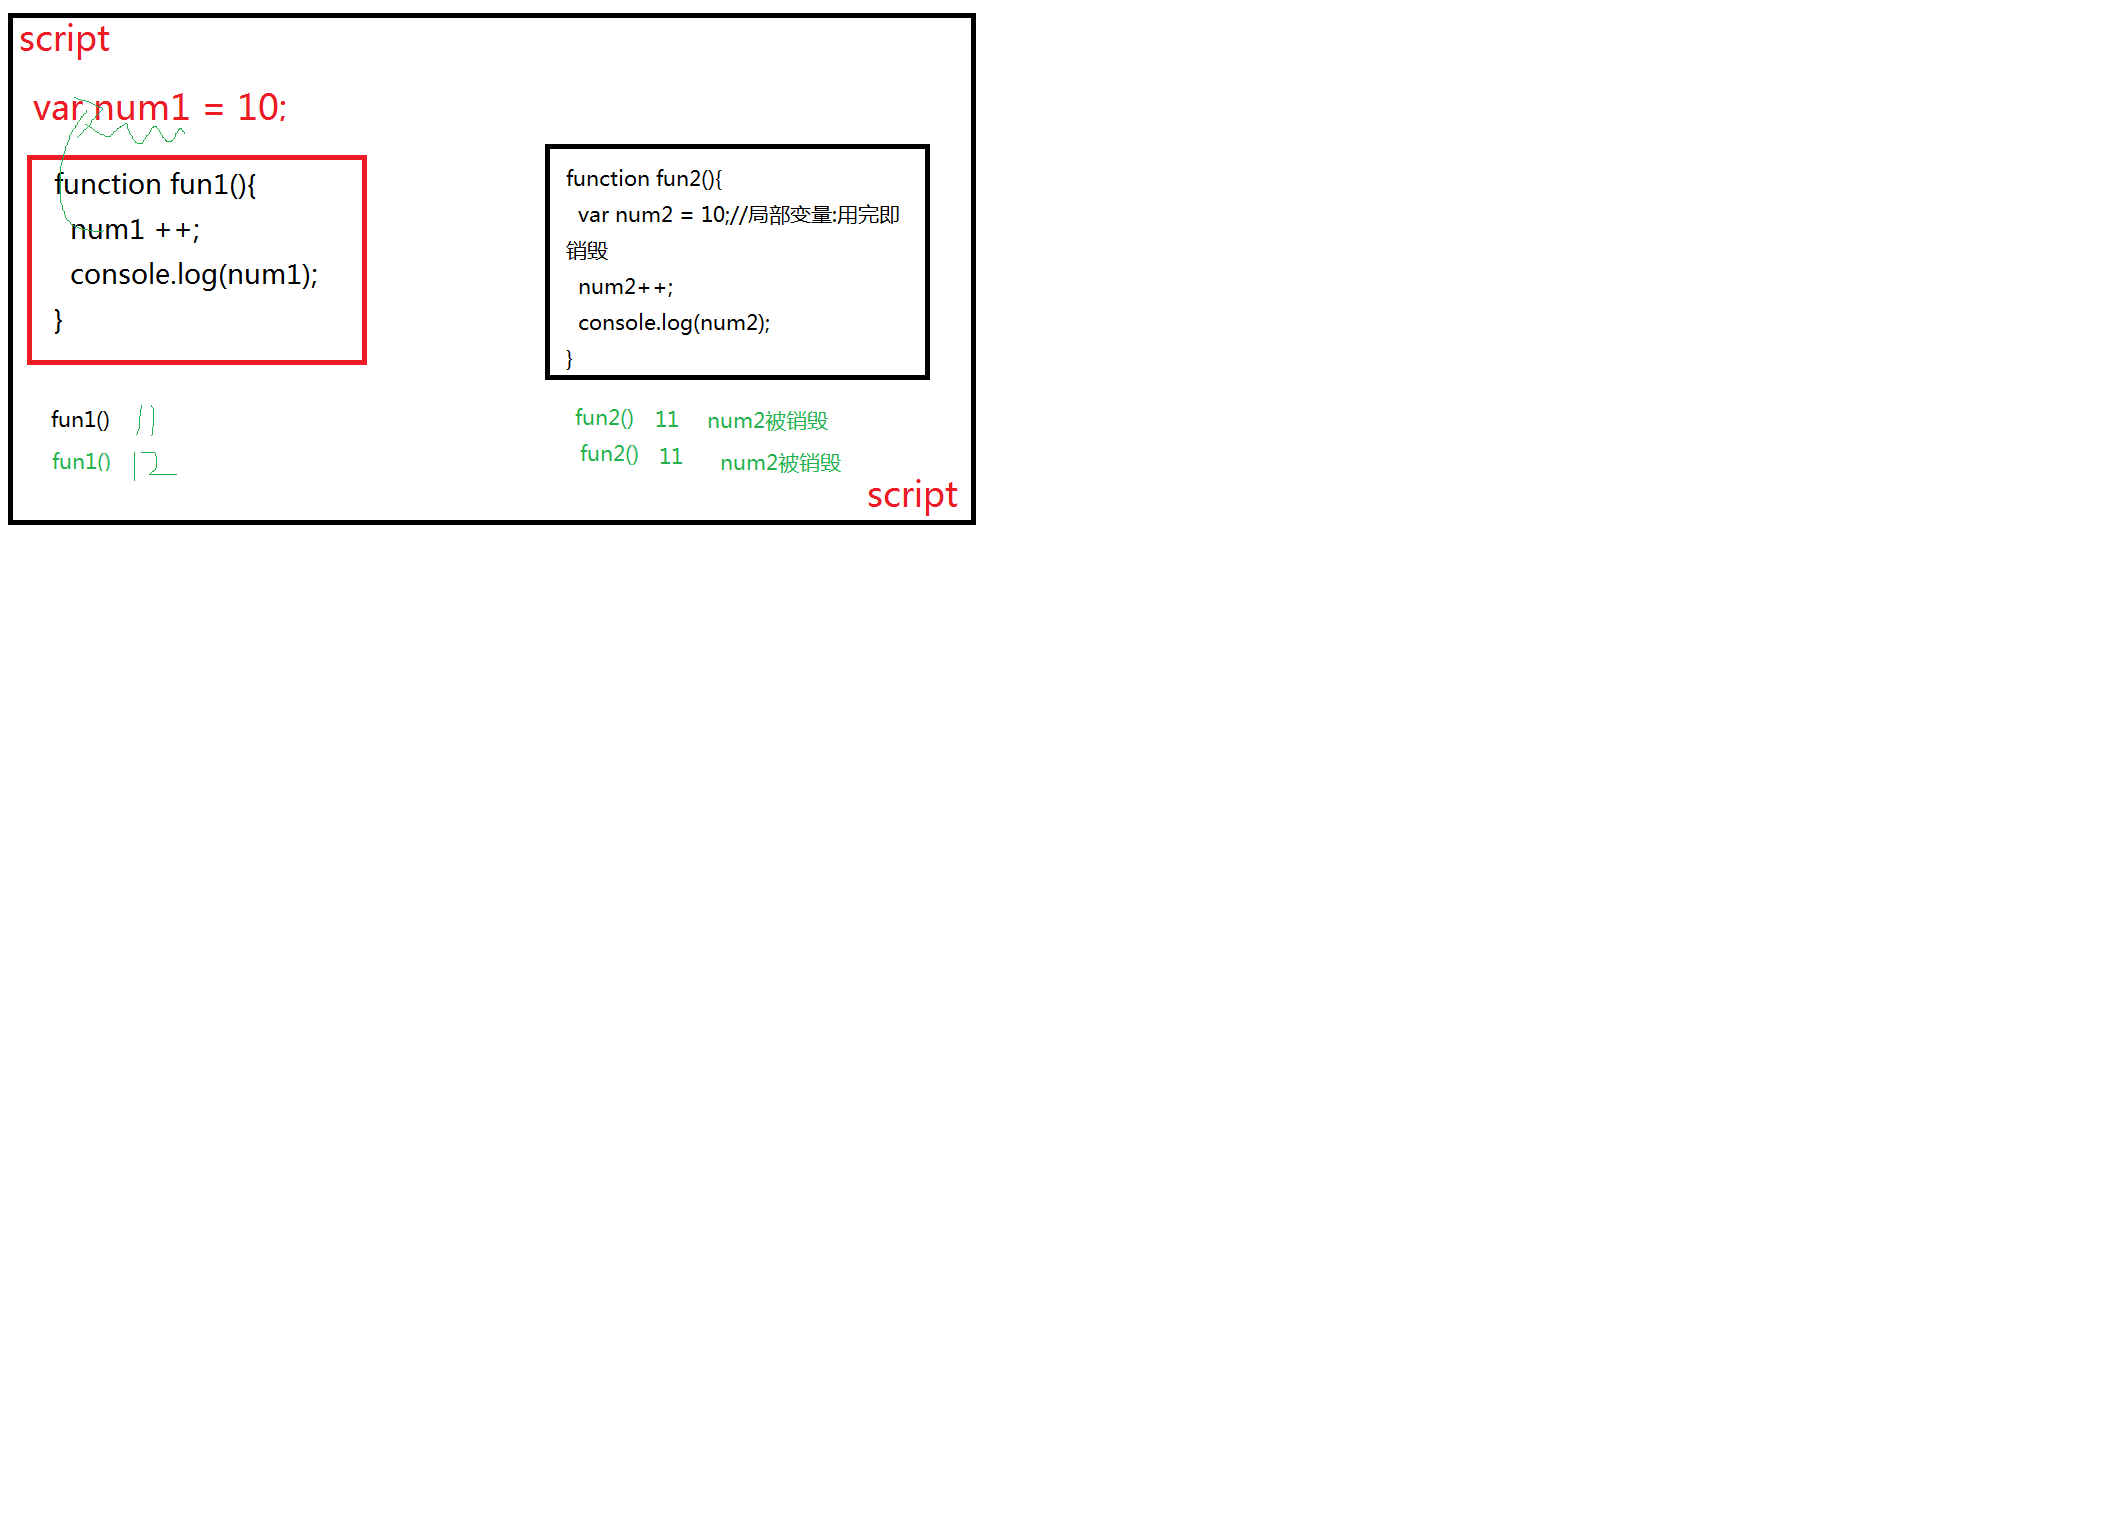 script
var num1 = 10;
function fun1(){
num1 ++;
console.log(num1);
}
fun1() 11
fun1() 12
function fun2(){
var num2 = 10;//局部变量:用完即
销毁
num2++;
console.log(num2);
}
fun2() 11 num2被销毁
fun2() 11 num2被销毁
script